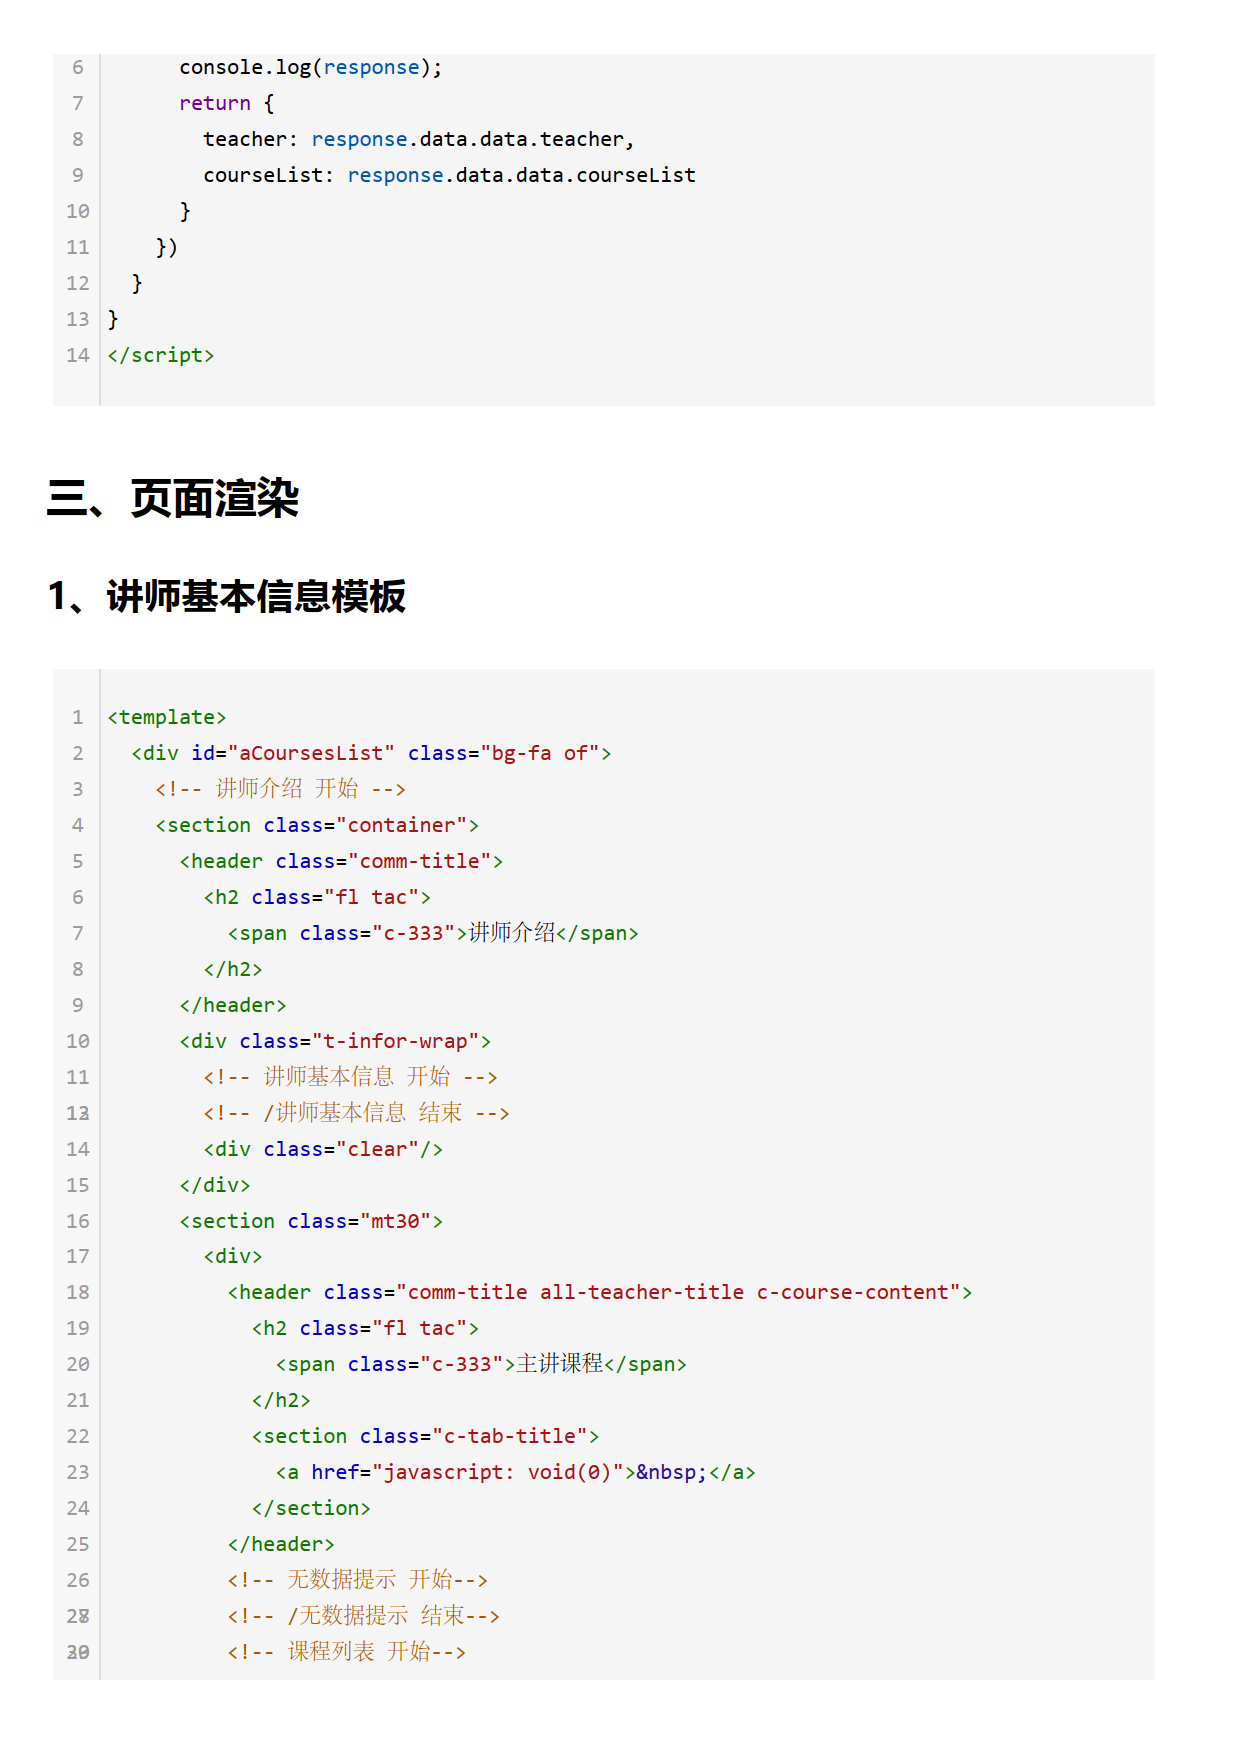 6 console.log(response);
7 return {
8 teacher: response.data.data.teacher,
9 courseList: response.data.data.courseList
10 }
11 })
12 }
13 }
14 </script>
三、页面渲染
1、讲师基本信息模板
1 <template>
2 <div id="aCoursesList" class="bg-fa of">
3 <!-- 讲师介绍 开始 -->
4 <section class="container">
5 <header class="comm-title">
6 <h2 class="fl tac">
7 <span class="c-333">讲师介绍</span>
8 </h2>
9 </header>
10 <div class="t-infor-wrap">
11 <!-- 讲师基本信息 开始 -->
<!-- /讲师基本信息 结束 -->
14 <div class="clear"/>
15 </div>
16 <section class="mt30">
17 <div>
18 <header class="comm-title all-teacher-title c-course-content">
19 <h2 class="fl tac">
20 <span class="c-333">主讲课程</span>
21 </h2>
22 <section class="c-tab-title">
23 <a href="javascript: void(0)">&nbsp;</a>
24 </section>
25 </header>
26 <!-- 无数据提示 开始-->
<!-- /无数据提示 结束-->
<!-- 课程列表 开始-->